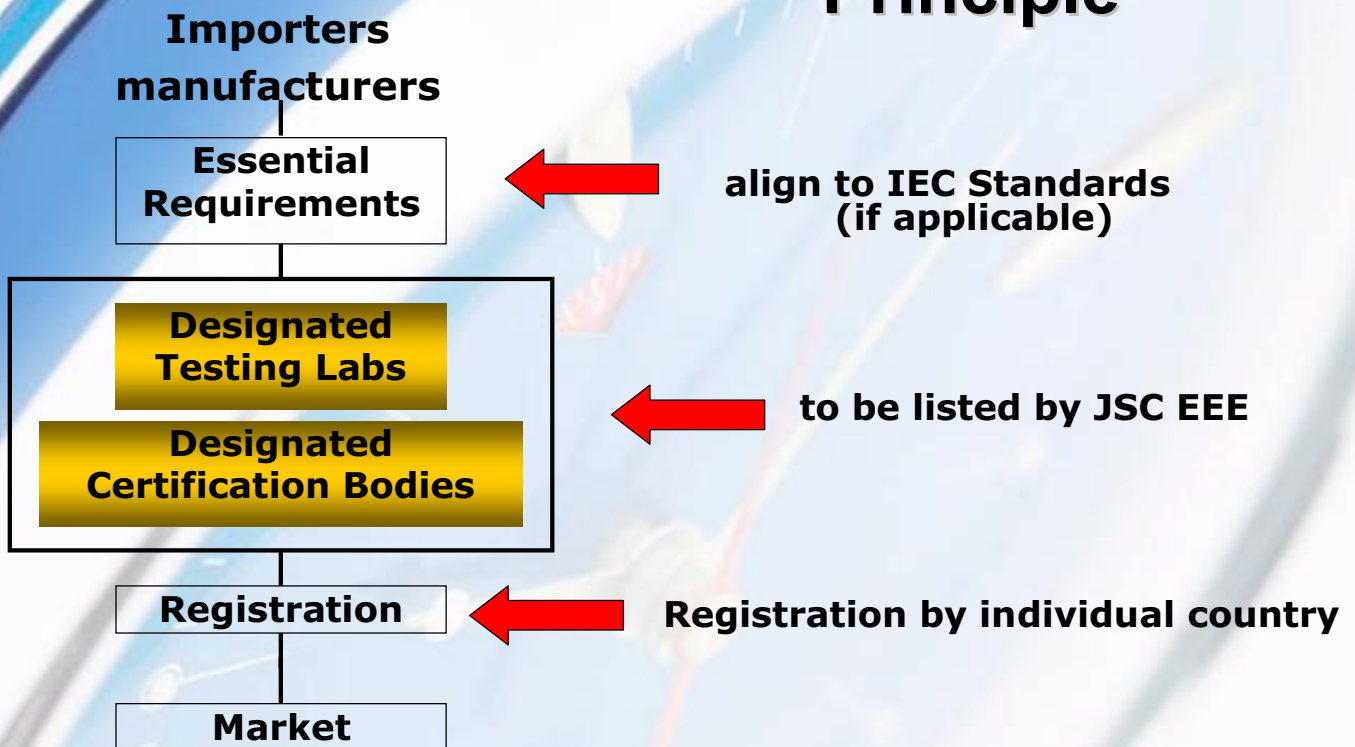 Principle
Importers
manufacturers
Essential
Requirements
align to IEC Standards
(if applicable)
Designated
Testing Labs
to be listed by JSC EEE
Designated
Certification Bodies
Registration
Registration by individual country
Market